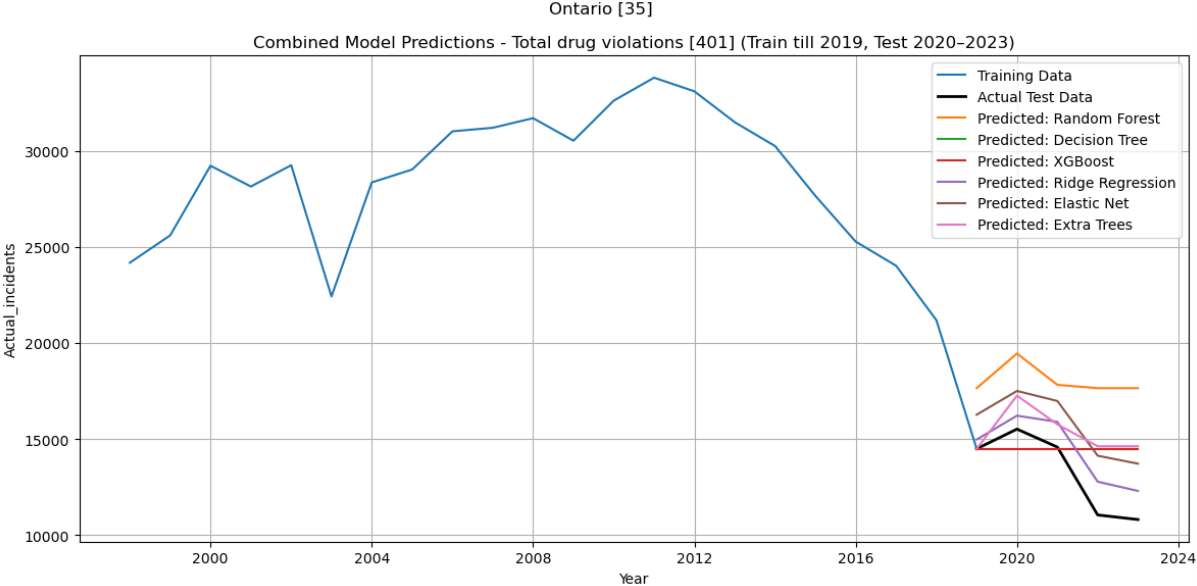 Ontario [35]
Combined Model Predictions - Total drug violations [401] (Train till 2019, Test 2020–2023)
Training Data
Actual Test Data
Predicted: Random Forest
Predicted: Decision Tree
Predicted: XGBoost
Predicted: Ridge Regression
Predicted: Elastic Net
Predicted: Extra Trees
Actual_incidents
30000
25000
20000
15000
10000
2000
2004
2008
2012
2016
2020
2024
Year